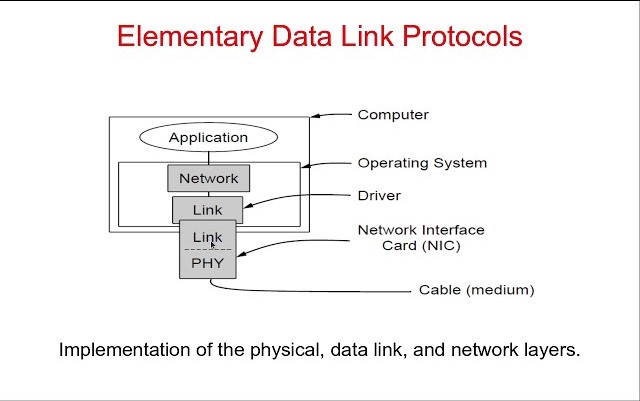 Elementary Data Link Protocols
Computer
Application
Operating System
Network
Driver
Link
Network Interface
Card (NIC)
Link
PHY
Cable (medium)
Implementation of the physical, data link, and network layers.